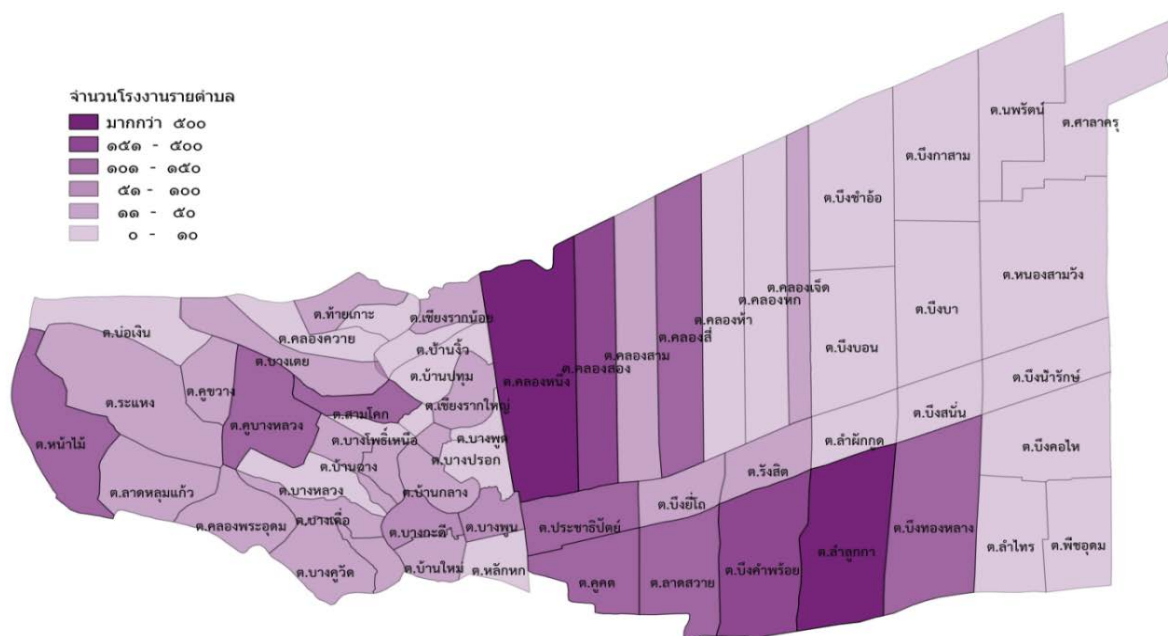 จำนวนโรงงานรายตำบล
มากกว่า ๕๐๐
๑๕๑ - ๕๐๐
๑๐๑ - ๑๕๐
๕๑ - ๑๐๐
๑๑ - ๕๐
๐ - ๑๐
ต.นพรัตน์
ต.ศาลาครุ
ต.บึงกาสาม
ต.บึงชำอ้อ
ต.หนองสามวัง
ต.คลองเจ็ด
ต.คลองหก
ต.บึงบา
ต.คลองห้า
ต.ท้ายเกาะ
ต.เชียงรากน้อย
ต.บ่อเงิน
ต.คลองควาย
ต.คลองสี่
ต.บึงบอน
ต.บ้านงิ้ว
ต.คลองสาม
ต.บางเตย
ต.คลองสอง
ต.บ้านปทุม
ต.คลองหนึ่ง
ต.บึงน้ำรักษ์
ต.คูขวาง
ต.ระแหง
ต.เชียงรากใหญ่
ต.สามโคก
ต.บึงสนั่น
ต.คูบางหลวง
ต.หน้าไม้
ต.บางโพธิ์เหนือ
ต.บางพูด
ต.ลำผักกูด
ต.บึงคอไห
ต.บางปรอก
ต.บ้านฉาง
ต.รังสิต
ต.ลาดหลุมแก้ว
ต.บางหลวง
ต.บ้านกลาง
ต.บึงยี่โถ
ต.คลองพระอุดม
ต.บางเดื่อ
ต.บางกะดี
ต.บางพูน
ต.ประชาธิปัตย์
ต.บึงทองหลาง
ต.ลำไทร
ต.พืชอุดม
ต.ลำลูกกา
ต.บางคูวัด
ต.บ้านใหม่
ต.หลักหก
ต.คูคต
ต.ลาดสวาย
ต.บึงคำพร้อย